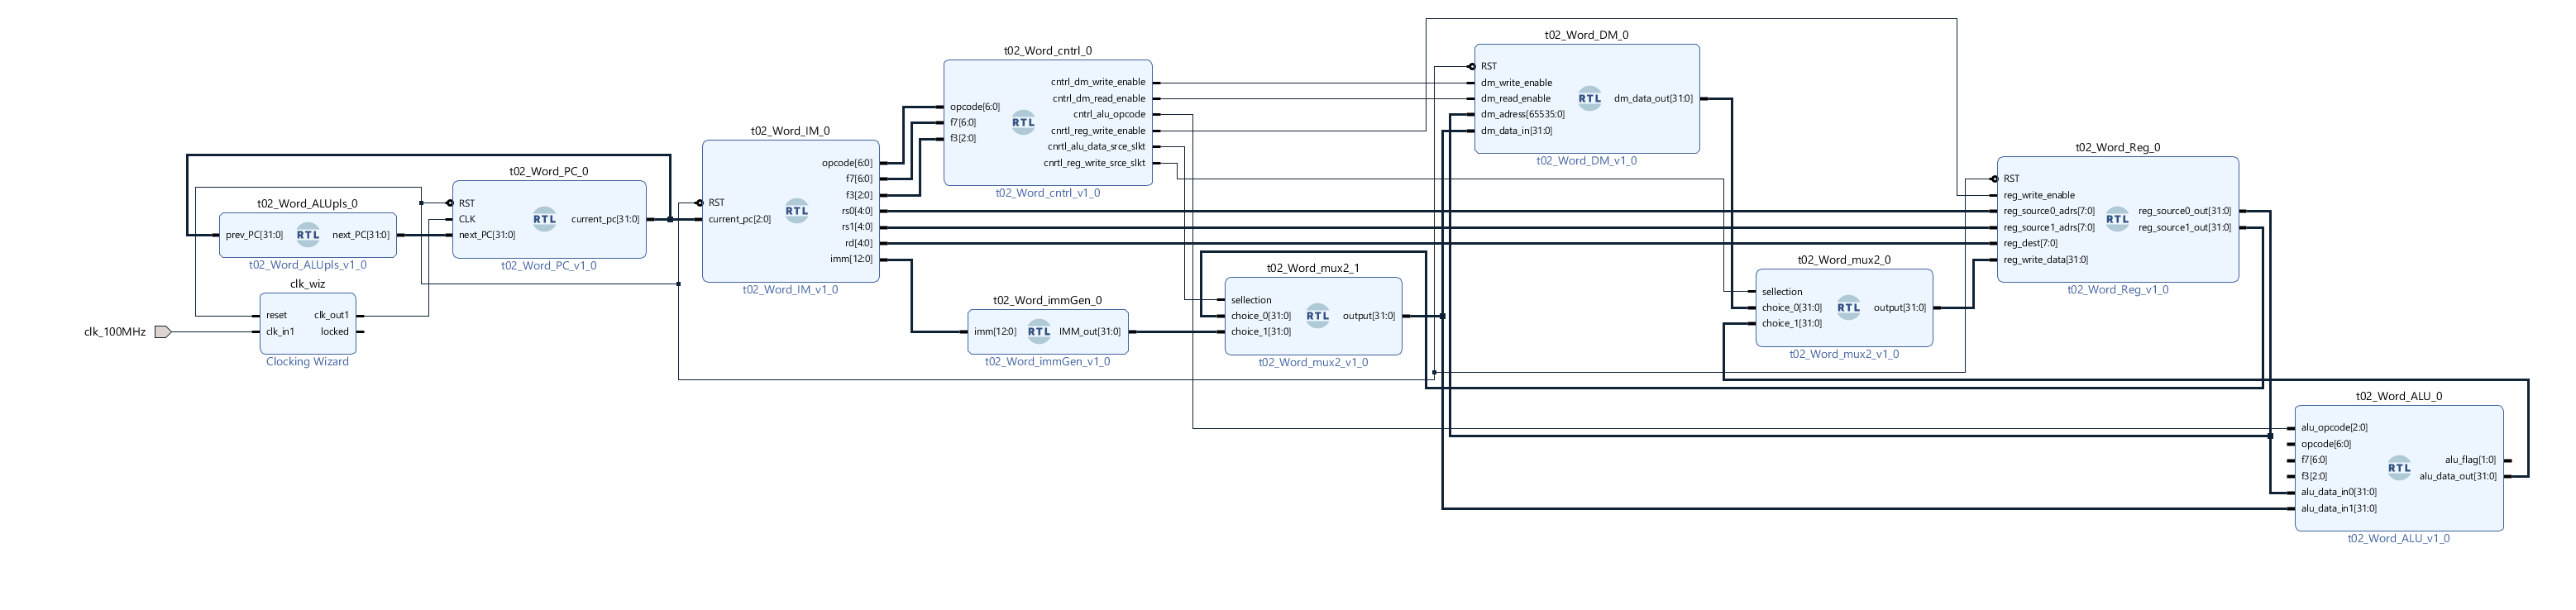 t02_Word_ALUpls_0
prev_PC[31:0]
RTL
next_PC[31:0]
t02_Word_ALUpls_v1_0
clk_wiz
reset
clk_in1
clk_out1
locked
Clocking Wizard
clk_100MHz
t02_Word_PC_0
RST
CLK
next_PC[31:0]
RTL
current_pc[31:0]
t02_Word_PC_v1_0
t02_Word_IM_0
RST
current_pc[2:0]
RTL
opcode[6:0]
f7[6:0]
f3[2:0]
rs0[4:0]
rs1[4:0]
rd[4:0]
imm[12:0]
t02_Word_IM_v1_0
t02_Word_cntrl_0
opcode[6:0]
f7[6:0]
f3[2:0]
RTL
cntrl_dm_write_enable
cntrl_dm_read_enable
cntrl_alu_opcode
cnrtl_reg_write_enable
cnrtl_alu_data_srce_slkt
cnrtl_reg_write_srce_slkt
t02_Word_cntrl_v1_0
t02_Word_immGen_0
imm[12:0]
RTL
IMM_out[31:0]
t02_Word_immGen_v1_0
t02_Word_mux2_1
sellection
choice_0[31:0]
choice_1[31:0]
RTL
output[31:0]
t02_Word_mux2_v1_0
t02_Word_DM_0
RST
dm_write_enable
dm_read_enable
dm_adress[65535:0]
dm_data_in[31:0]
RTL
dm_data_out[31:0]
t02_Word_DM_v1_0
t02_Word_mux2_0
sellection
choice_0[31:0]
choice_1[31:0]
RTL
output[31:0]
t02_Word_mux2_v1_0
t02_Word_Reg_0
RST
reg_write_enable
reg_source0_adrs[7:0]
reg_source1_adrs[7:0]
reg_dest[7:0]
reg_write_data[31:0]
RTL
reg_source0_out[31:0]
reg_source1_out[31:0]
t02_Word_Reg_v1_0
t02_Word_ALU_0
alu_opcode[2:0]
opcode[6:0]
f7[6:0]
f3[2:0]
alu_data_in0[31:0]
alu_data_in1[31:0]
RTL
alu_flag[1:0]
alu_data_out[31:0]
t02_Word_ALU_v1_0